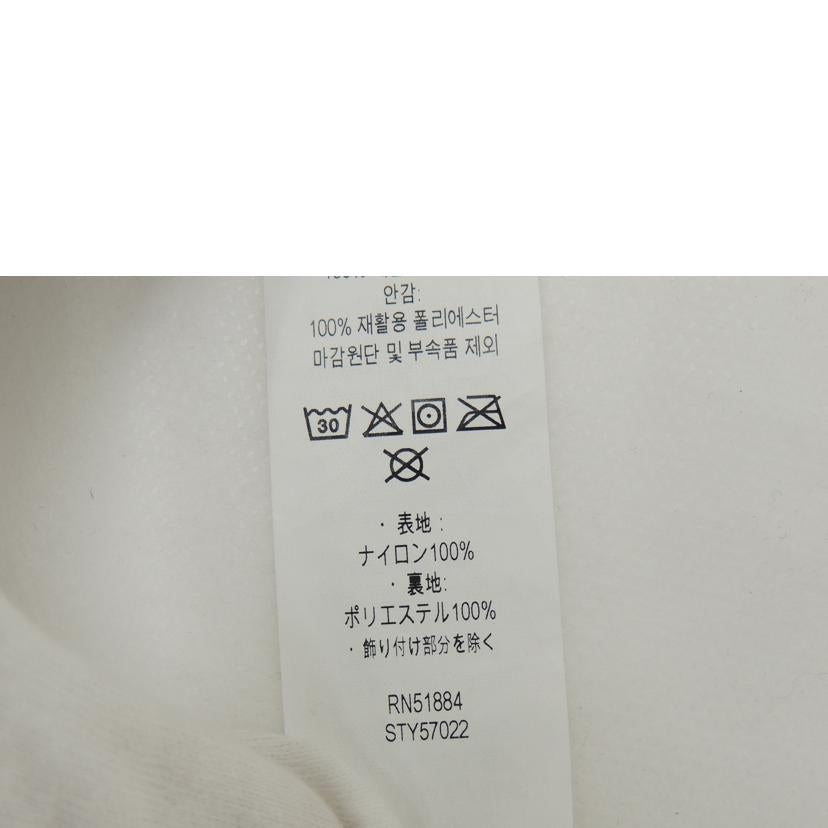 안감:
100% 재활용 폴리에스터
마감원단 및 부속품 제외
30
・表地:
ナイロン100%
・裏地:
ポリエステル100%
・飾り付け部分を除く
RN51884
STY57022